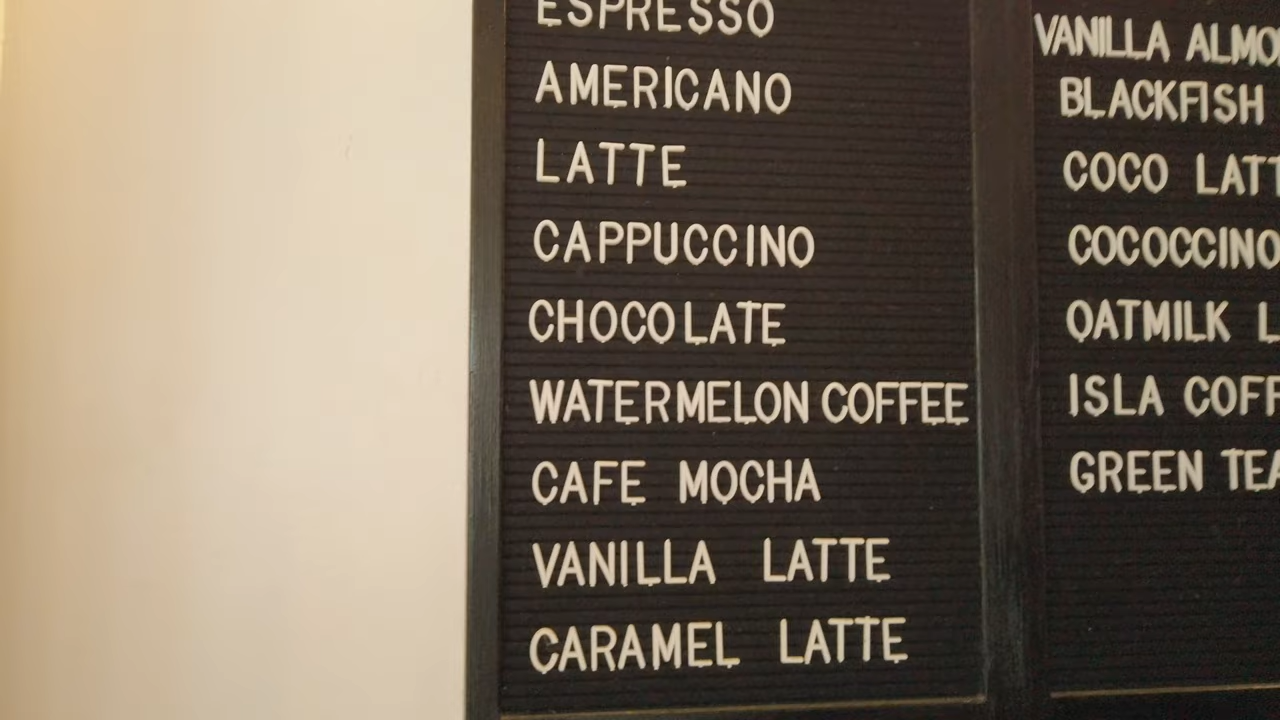 ESPRESSO
AMERICANO
LATTE
CAPPUCCINO
CHOCOLATE
WATERMELON COFFEE
CAFE MOCHA
VANILLA LATTE
CARAMEL LATTE
VANILLA
BLACKFISH
COCO LATT
COCOCCINO
OATMILK L
ISLA COFF
GREEN TEA